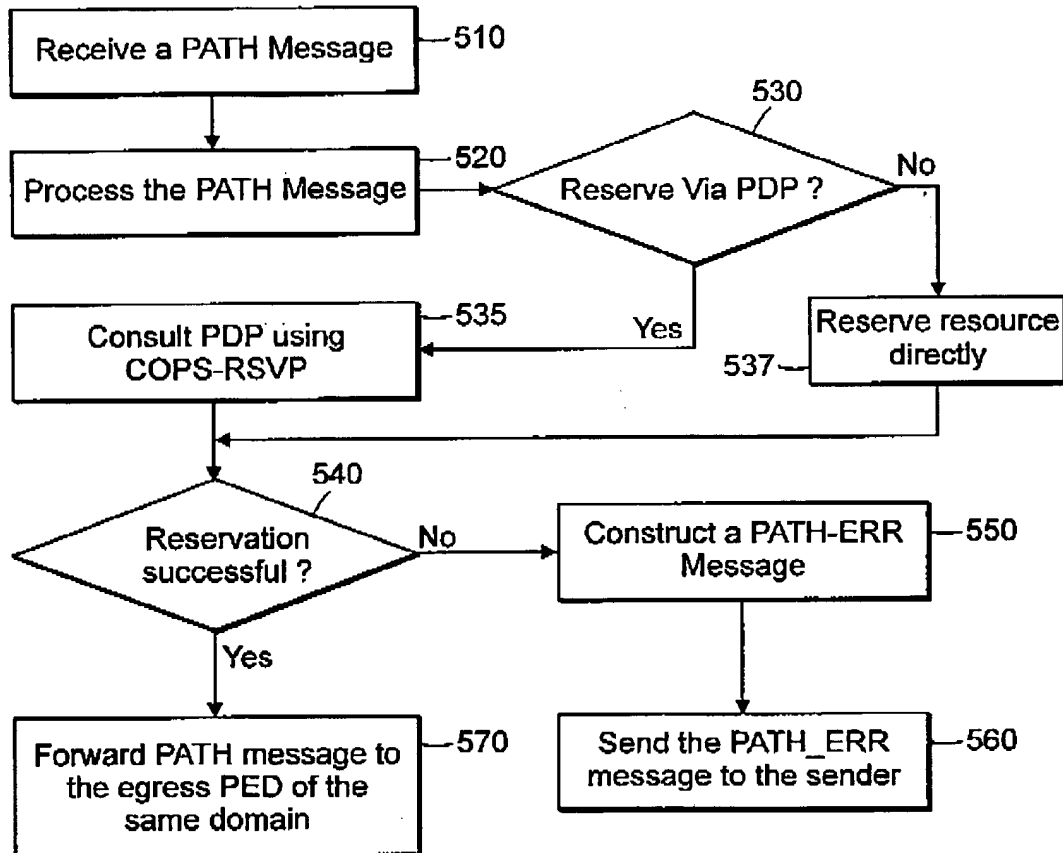 Receive a PATH Message
510
Process the PATH Message
520
530
Reserve Via PDP ?
No
Yes
Consult PDP using
COPS-RSVP
535
Reserve resource
directly
537
540
Reservation
successful ?
No
Yes
Construct a PATH-ERR
Message
550
Forward PATH message to
the egress PED of the
same domain
570
Send the PATH_ERR
message to the sender
560